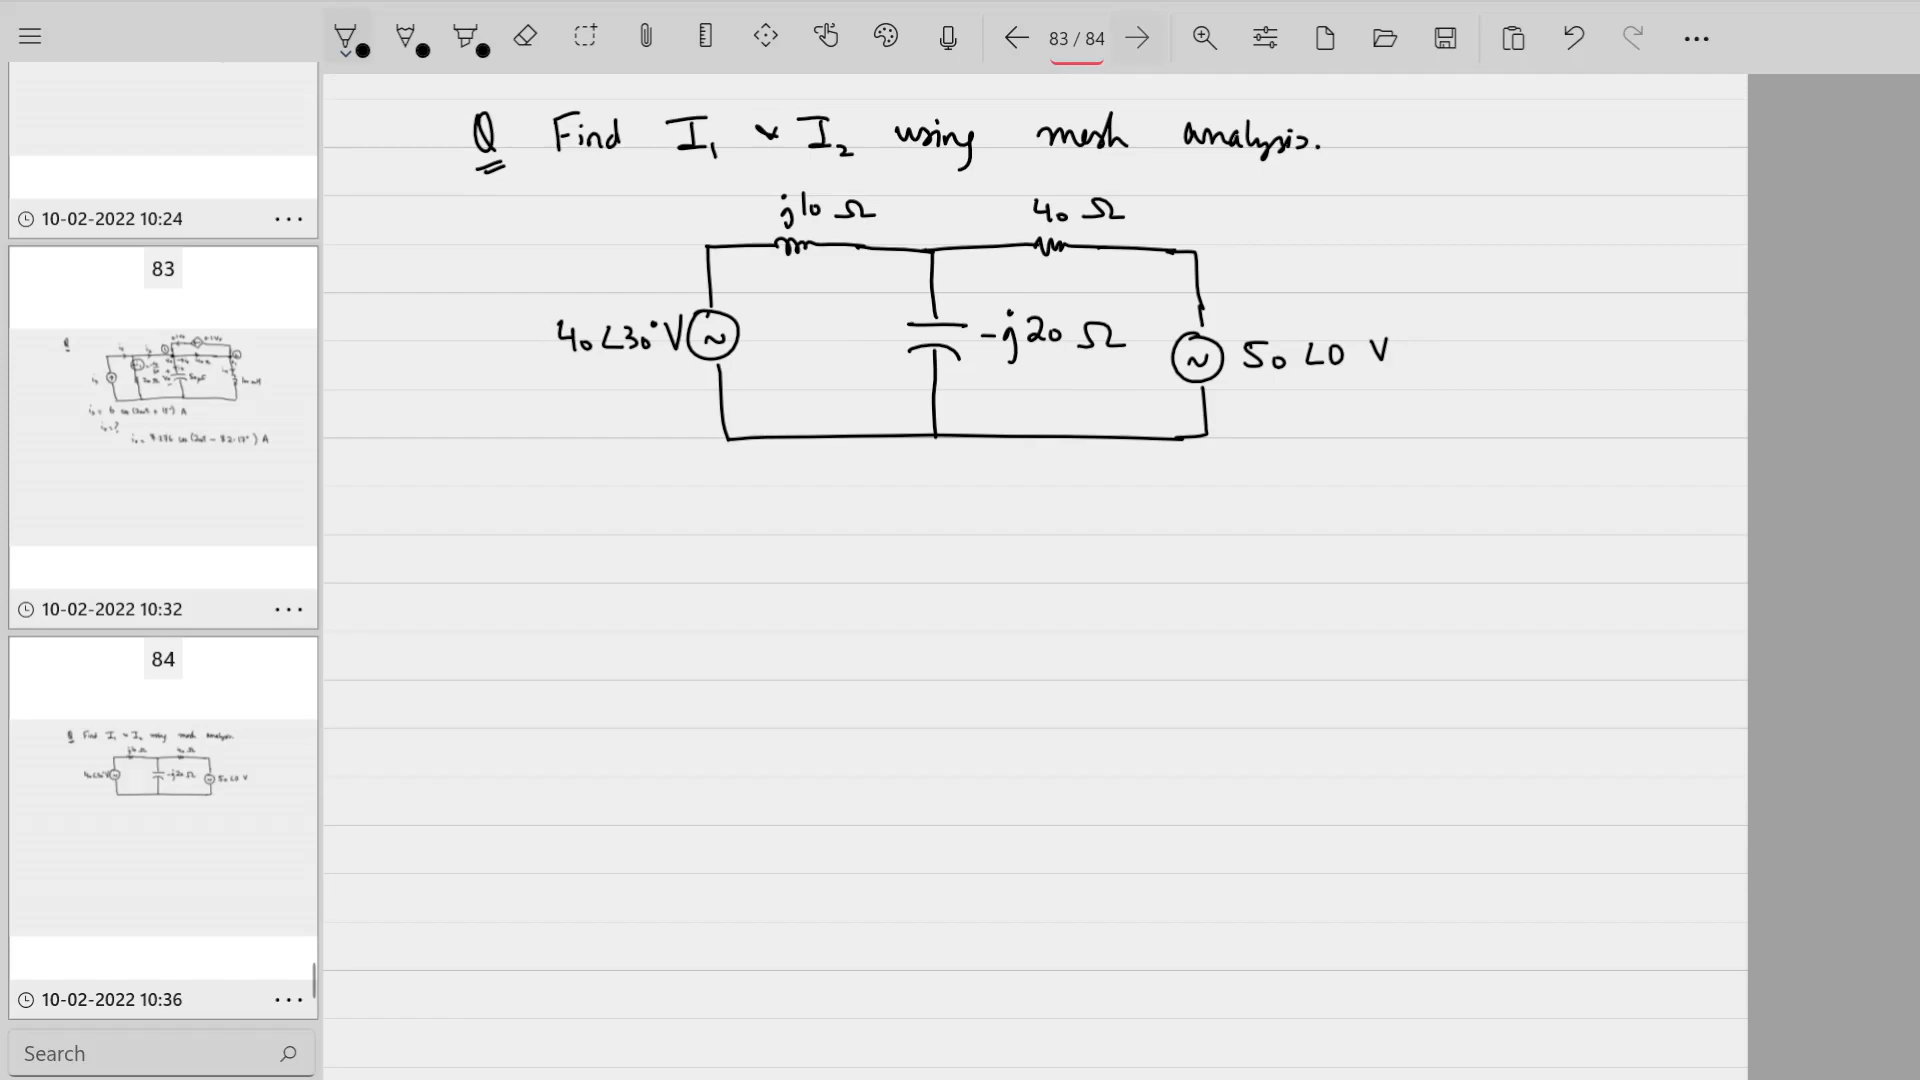 83 / 84
10-02-2022 10:24
83
10-02-2022 10:32
84
10-02-2022 10:36
Search
Q Find I₁ & I₂ using mesh analysis.
j10 Ω
40 Ω
40∠30° V
-j20 Ω
50 ∠0 V